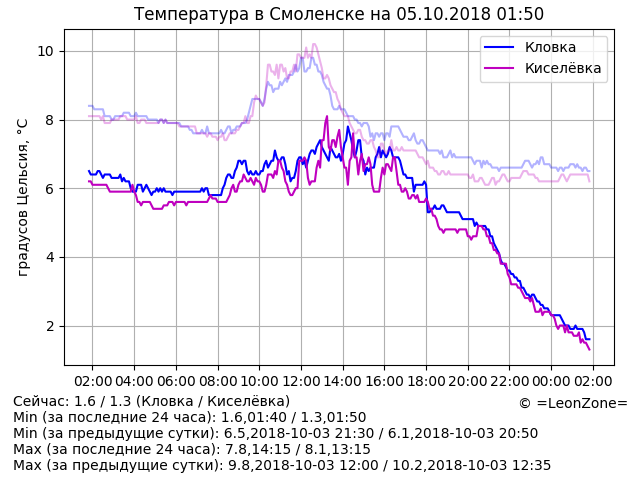 Температура в Смоленске на 05.10.2018 01:50
Кловка
Киселёвка
градусов Цельсия, °C
10
8
6
4
2
02:00 04:00 06:00 08:00 10:00 12:00 14:00 16:00 18:00 20:00 22:00 00:00 02:00
Сейчас: 1.6 / 1.3 (Кловка / Киселёвка)
© =LeonZone=
Min (за последние 24 часа): 1.6,01:40 / 1.3,01:50
Min (за предыдущие сутки): 6.5,2018-10-03 21:30 / 6.1,2018-10-03 20:50
Max (за последние 24 часа): 7.8,14:15 / 8.1,13:15
Max (за предыдущие сутки): 9.8,2018-10-03 12:00 / 10.2,2018-10-03 12:35